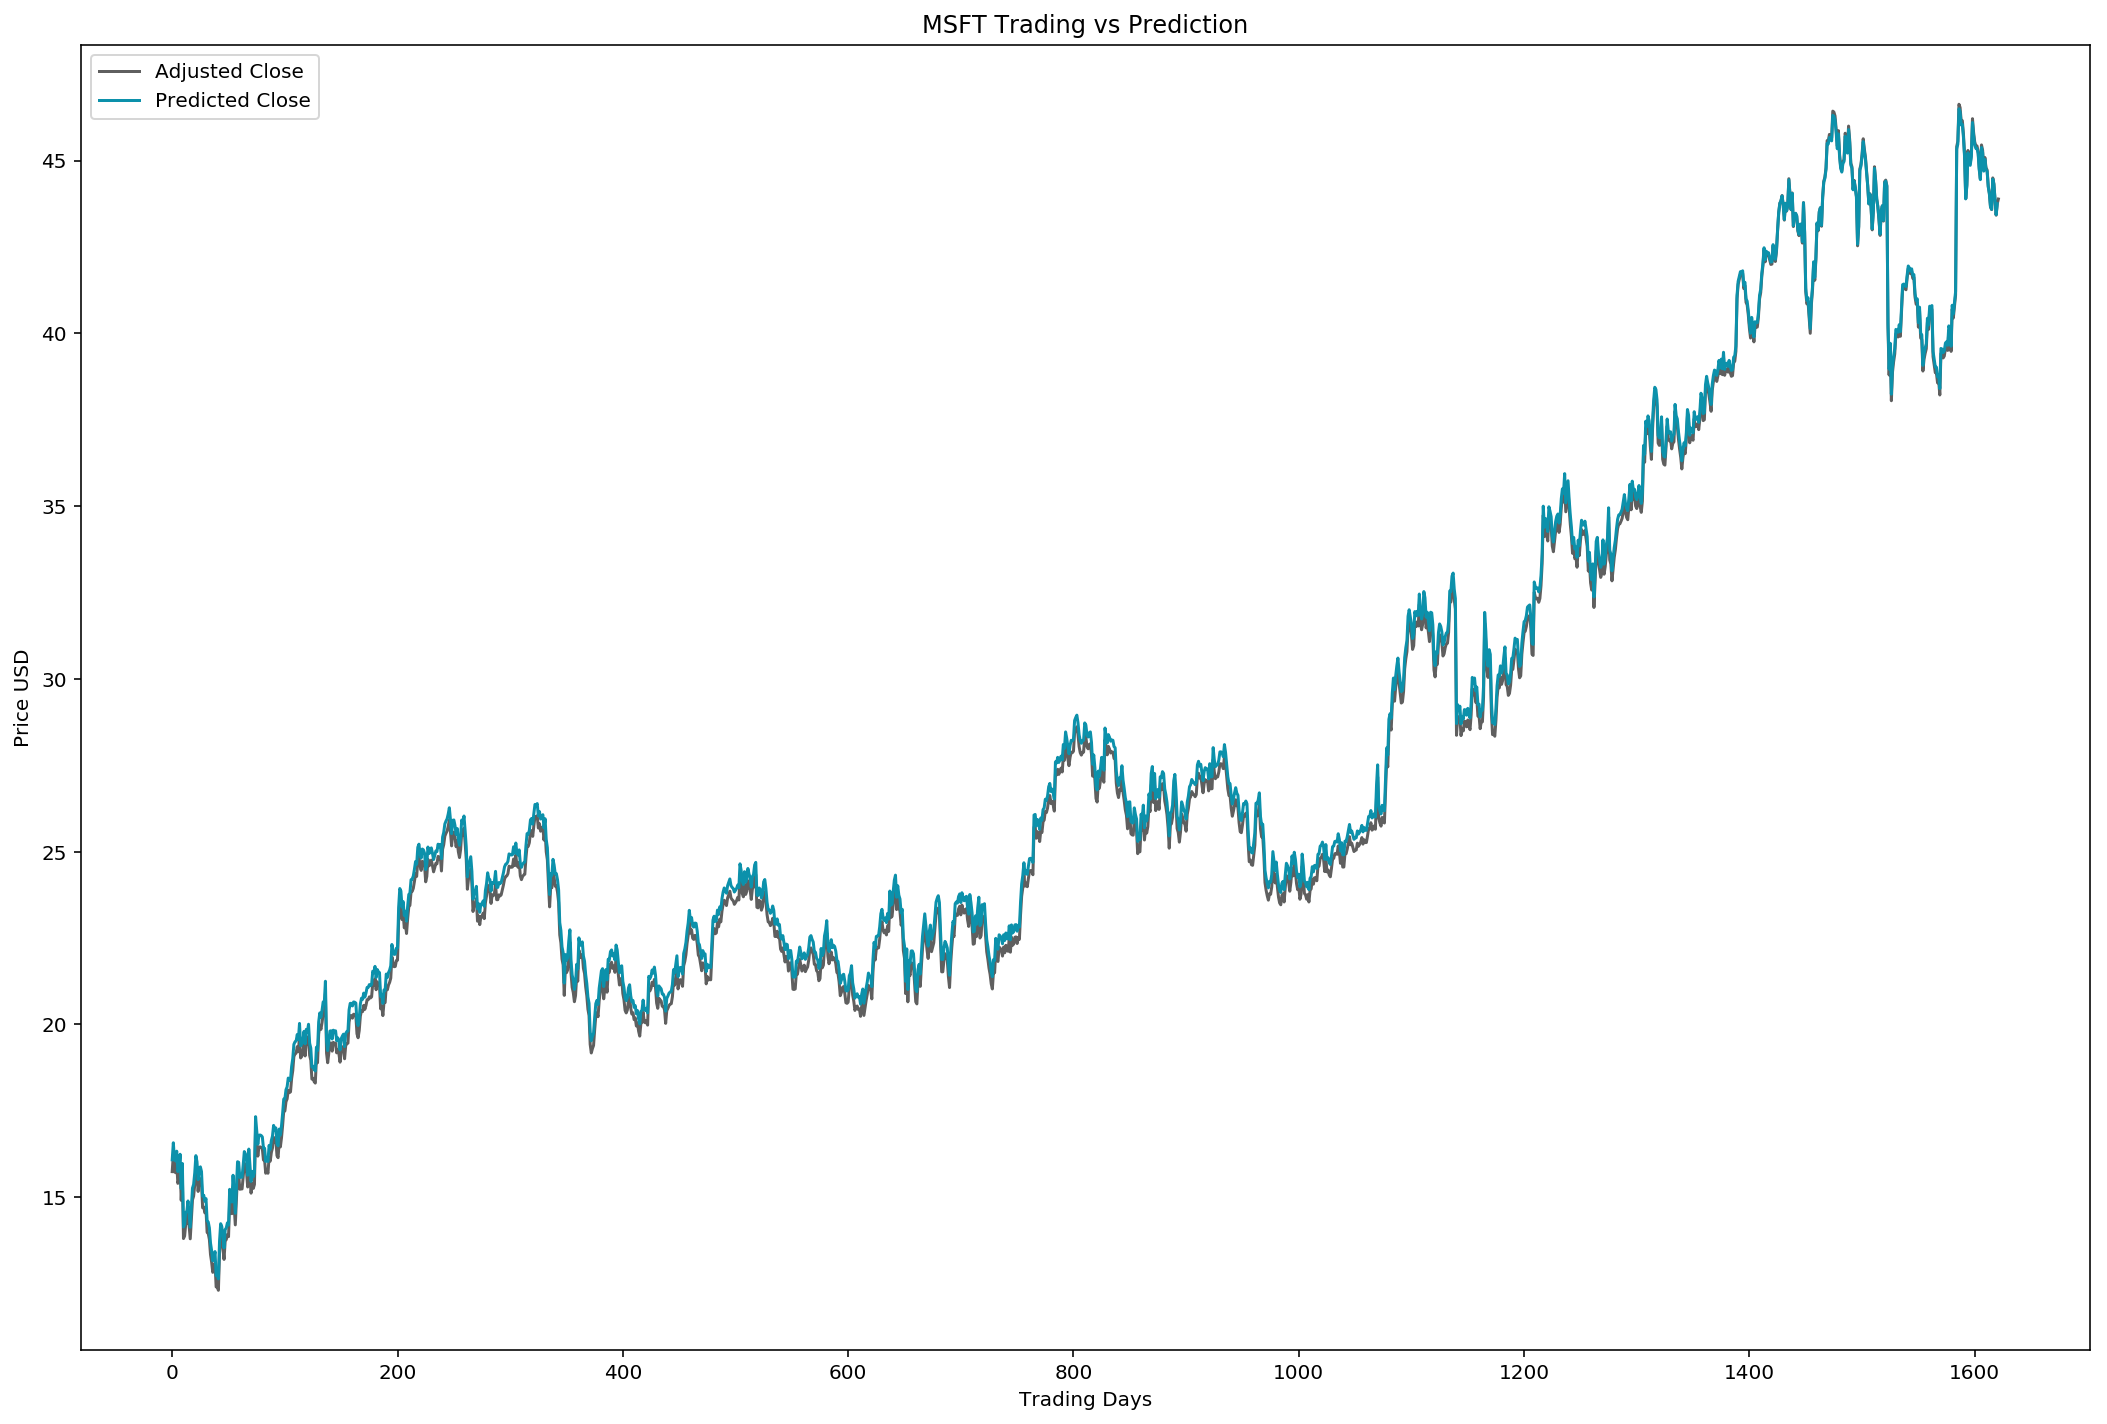 MSFT Trading vs Prediction
Adjusted Close
Predicted Close
Price USD
45
40
35
30
25
20
15
0 200 400 600 800 1000 1200 1400 1600
Trading Days